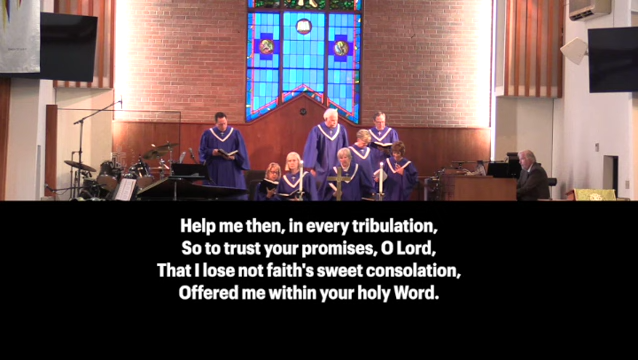 Help me then, in every tribulation,
So to trust your promises, O Lord,
That I lose not faith's sweet consolation,
Offered me within your holy Word.